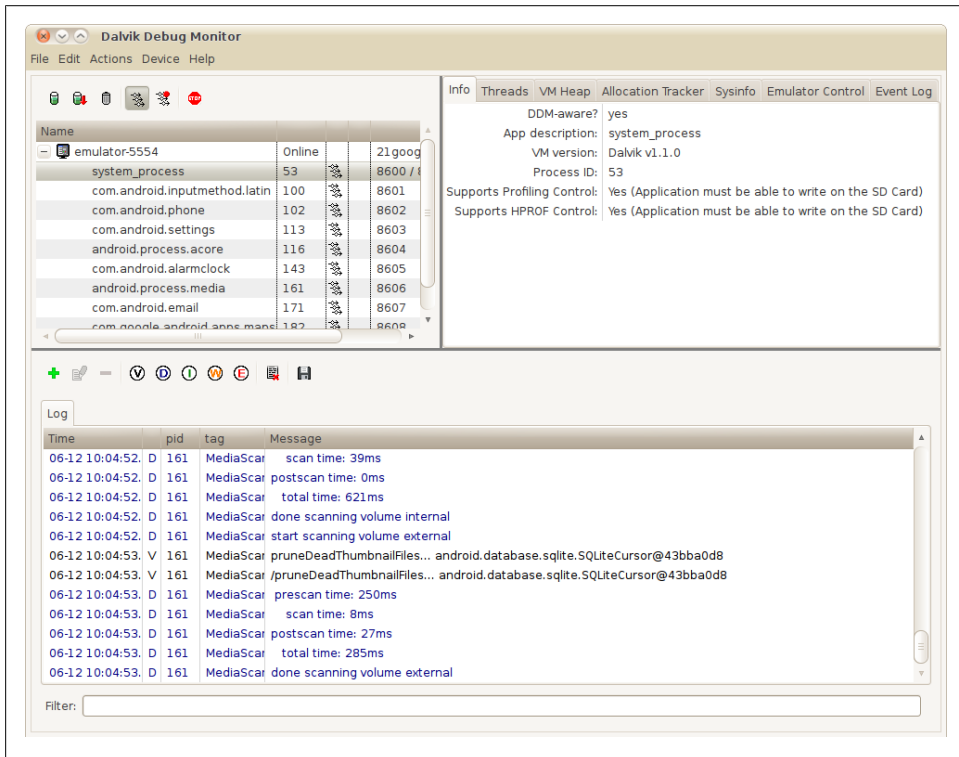 Dalvik Debug Monitor
File Edit Actions Device Help
STOP
Name
emulator-5554 Online 21goog
system_process 53 8600 / 8
com.android.inputmethod.latin 100 8601
com.android.phone 102 8602
com.android.settings 113 8603
android.process.acore 116 8604
com.android.alarmclock 143 8605
android.process.media 161 8606
com.android.email 171 8607
com.google.android.apps.maps 182 8608
Info Threads VM Heap Allocation Tracker Sysinfo Emulator Control Event Log
DDM-aware? yes
App description: system_process
VM version: Dalvik v1.1.0
Process ID: 53
Supports Profiling Control: Yes (Application must be able to write on the SD Card)
Supports HPROF Control: Yes (Application must be able to write on the SD Card)
V D I W E
Log
Time pid tag Message
06-12 10:04:52. D 161 MediaScar scan time: 39ms
06-12 10:04:52. D 161 MediaScar postscan time: 0ms
06-12 10:04:52. D 161 MediaScar total time: 621ms
06-12 10:04:52. D 161 MediaScar done scanning volume internal
06-12 10:04:52. D 161 MediaScar start scanning volume external
06-12 10:04:53. V 161 MediaScar pruneDeadThumbnailFiles... android.database.sqlite.SQLiteCursor@43bba0d8
06-12 10:04:53. V 161 MediaScar /pruneDeadThumbnailFiles... android.database.sqlite.SQLiteCursor@43bba0d8
06-12 10:04:53. D 161 MediaScar prescan time: 250ms
06-12 10:04:53. D 161 MediaScar scan time: 8ms
06-12 10:04:53. D 161 MediaScar postscan time: 27ms
06-12 10:04:53. D 161 MediaScar total time: 285ms
06-12 10:04:53. D 161 MediaScar done scanning volume external
Filter: